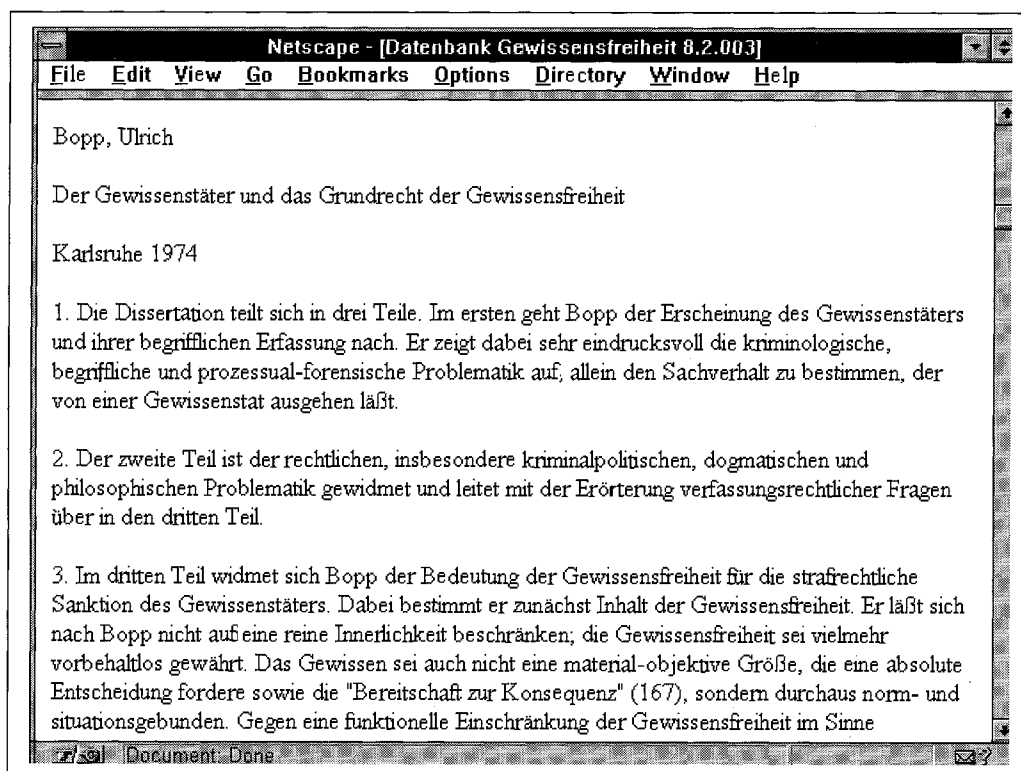 Netscape - [Datenbank Gewissensfreiheit 8.2.003]
File Edit View Go Bookmarks Options Directory Window Help
Bopp, Ulrich
Der Gewissenstäter und das Grundrecht der Gewissensfreiheit
Karlsruhe 1974
1. Die Dissertation teilt sich in drei Teile. Im ersten geht Bopp der Erscheinung des Gewissenstäters
und ihrer begrifflichen Erfassung nach. Er zeigt dabei sehr eindrucksvoll die kriminologische,
begriffliche und prozessual-forensische Problematik auf, allein den Sachverhalt zu bestimmen, der
von einer Gewissenstat ausgehen läßt.
2. Der zweite Teil ist der rechtlichen, insbesondere kriminalpolitischen, dogmatischen und
philosophischen Problematik gewidmet und leitet mit der Erörterung verfassungsrechtlicher Fragen
über in den dritten Teil.
3. Im dritten Teil widmet sich Bopp der Bedeutung der Gewissensfreiheit für die strafrechtliche
Sanktion des Gewissenstäters. Dabei bestimmt er zunächst Inhalt der Gewissensfreiheit. Er läßt sich
nach Bopp nicht auf eine reine Innerlichkeit beschränken; die Gewissensfreiheit sei vielmehr
vorbehaltlos gewährt. Das Gewissen sei auch nicht eine material-objektive Größe, die eine absolute
Entscheidung fordere sowie die "Bereitschaft zur Konsequenz" (167), sondern durchaus norm- und
situationsgebunden. Gegen eine funktionelle Einschränkung der Gewissensfreiheit im Sinne
Document: Done